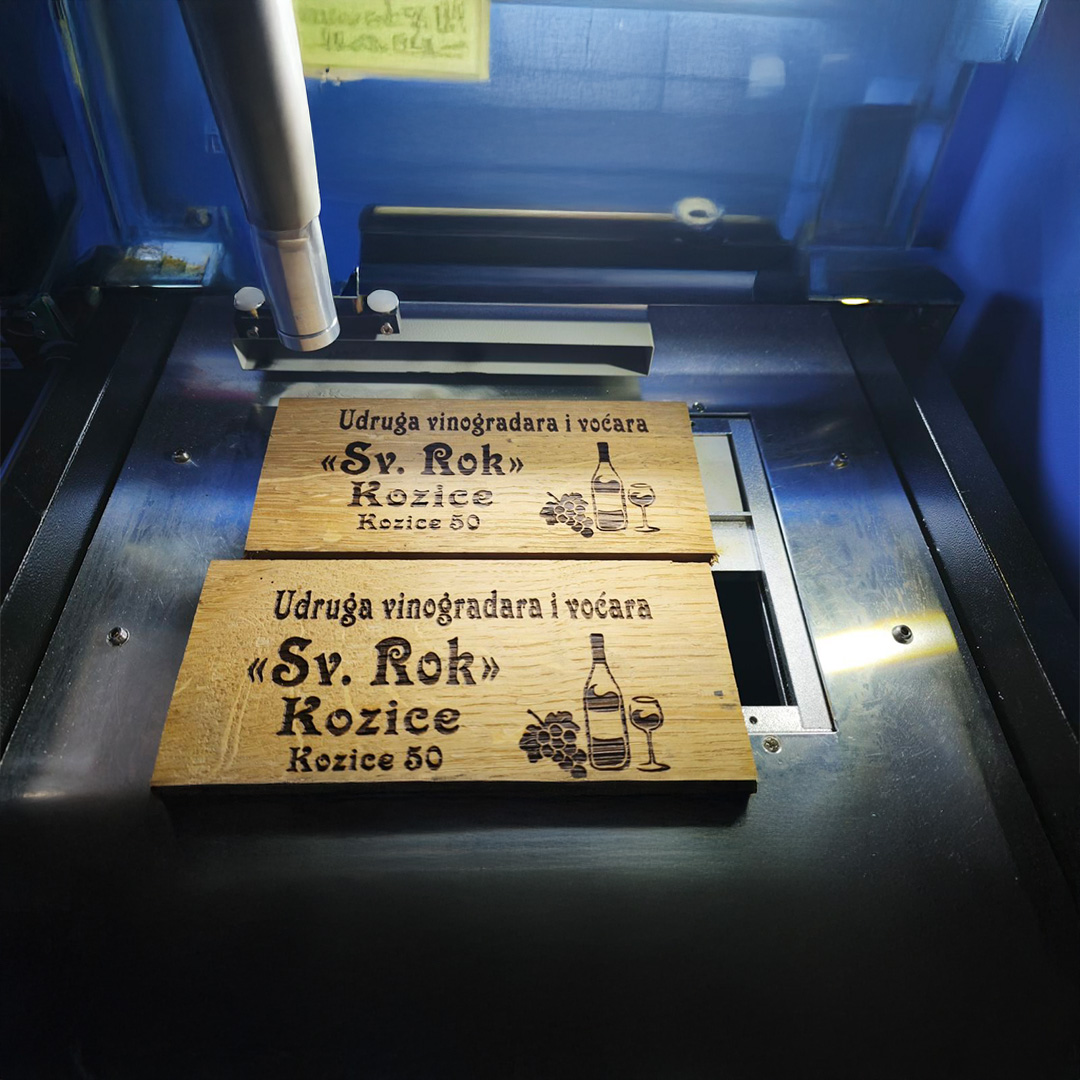 Udruga vinogradara i voćara
«Sv. Rok»
Kozice
Kozice 50
Udruga vinogradara i voćara
«Sv. Rok»
Kozice
Kozice 50